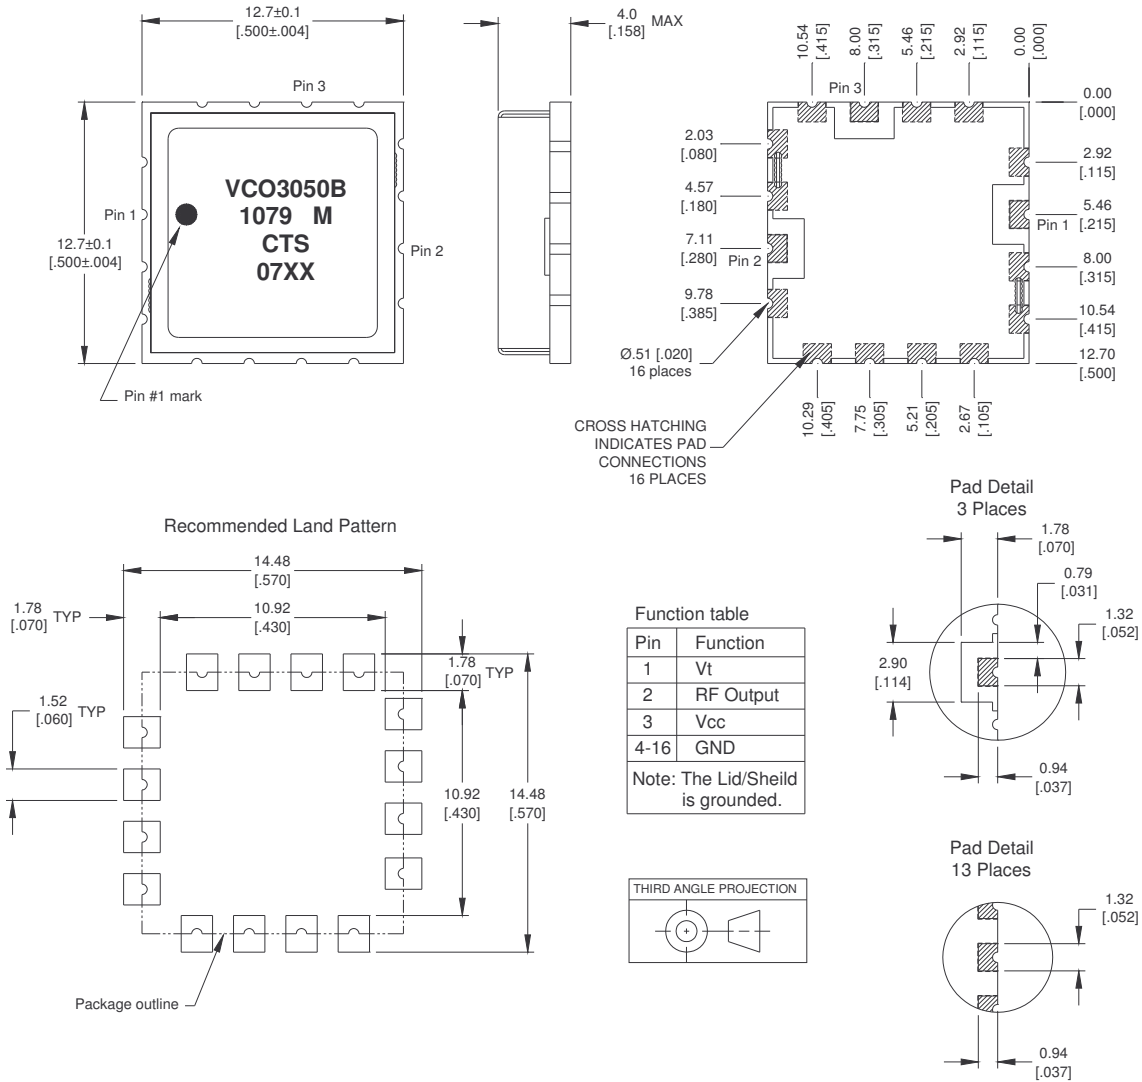 12.7±0.1
[.500±.004]
4.0 MAX
[.158]
Pin 3
12.7±0.1
[.500±.004]
Pin 1
VCO3050B
1079 M
CTS
07XX
Pin 2
Pin #1 mark
10.54
[.415]
8.00
[.315]
5.46
[.215]
2.92
[.115]
0.00
[.000]
Pin 3
0.00
[.000]
2.03
[.080]
2.92
[.115]
4.57
[.180]
5.46
[.215]
Pin 1
7.11
[.280]
Pin 2
8.00
[.315]
9.78
[.385]
10.54
[.415]
Ø.51 [.020]
16 places
12.70
[.500]
10.29
[.405]
7.75
[.305]
5.21
[.205]
2.67
[.105]
CROSS HATCHING
INDICATES PAD
CONNECTIONS
16 PLACES
Recommended Land Pattern
14.48
[.570]
1.78 TYP
[.070]
10.92
[.430]
1.78 TYP
[.070]
1.52 TYP
[.060]
10.92
[.430]
14.48
[.570]
Package outline
Function table
Pin Function
1 Vt
2 RF Output
3 Vcc
4-16 GND
Note: The Lid/Sheild
is grounded.
THIRD ANGLE PROJECTION
Pad Detail
3 Places
1.78
[.070]
0.79
[.031]
1.32
[.052]
2.90
[.114]
0.94
[.037]
Pad Detail
13 Places
1.32
[.052]
0.94
[.037]